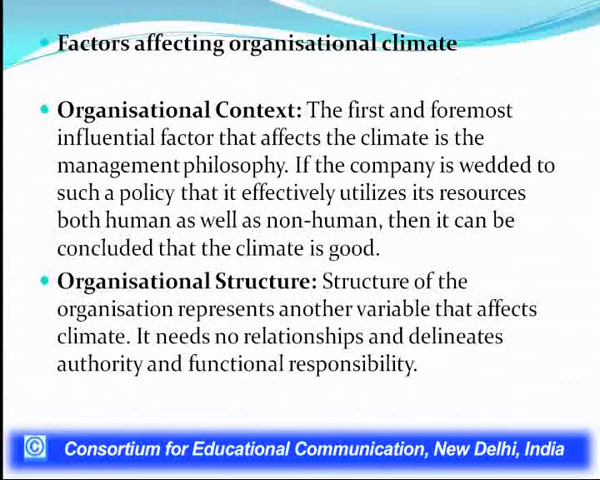 Factors affecting organisational climate
Organisational Context: The first and foremost
influential factor that affects the climate is the
management philosophy. If the company is wedded to
such a policy that it effectively utilizes its resources
both human as well as non-human, then it can be
concluded that the climate is good.
Organisational Structure: Structure of the
organisation represents another variable that affects
climate. It needs no relationships and delineates
authority and functional responsibility.
© Consortium for Educational Communication, New Delhi, India